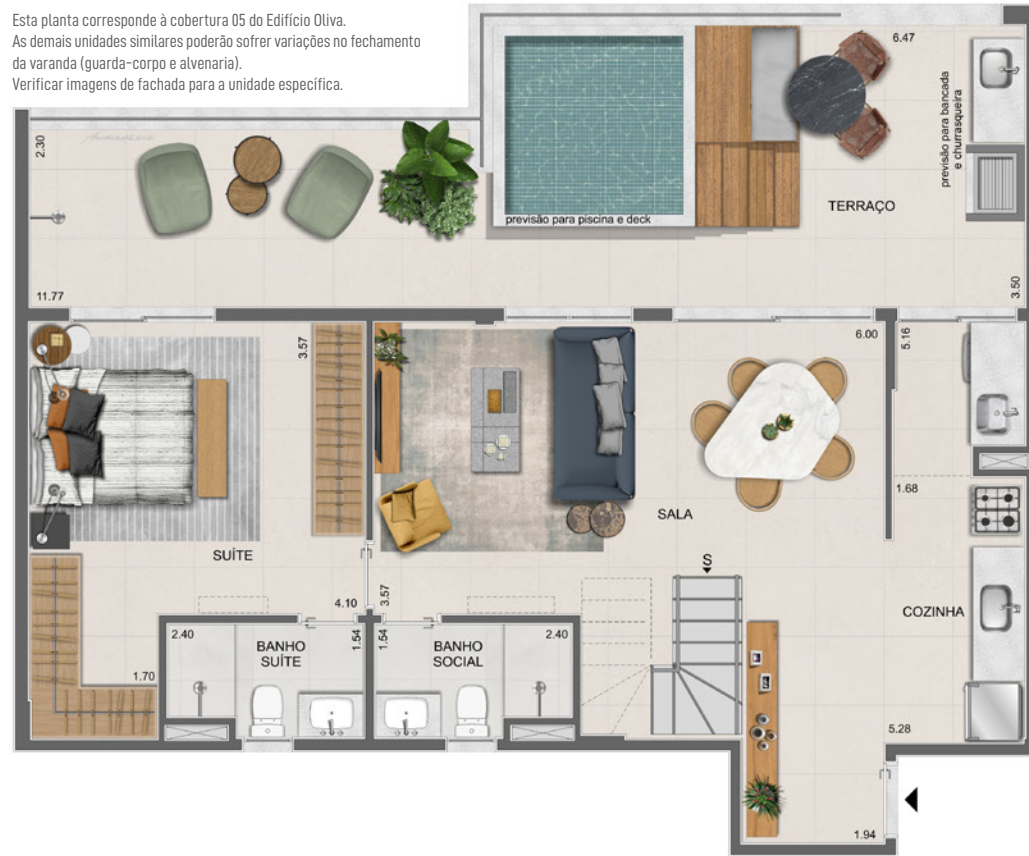 Esta planta corresponde à cobertura 05 do Edifício Oliva.
As demais unidades similares poderão sofrer variações no fechamento
da varanda (guarda-corpo e alvenaria).
Verificar imagens de fachada para a unidade específica.
6.47
previsão para bancada
e churrasqueira
2.30
TERRAÇO
previsão para piscina e deck
11.77
3.50
3.57
6.00
5.16
1.68
SALA
SUÍTE
S
4.10
3.57
COZINHA
2.40
BANHO
SUÍTE
1.54
1.54
BANHO
SOCIAL
2.40
1.70
5.28
1.94